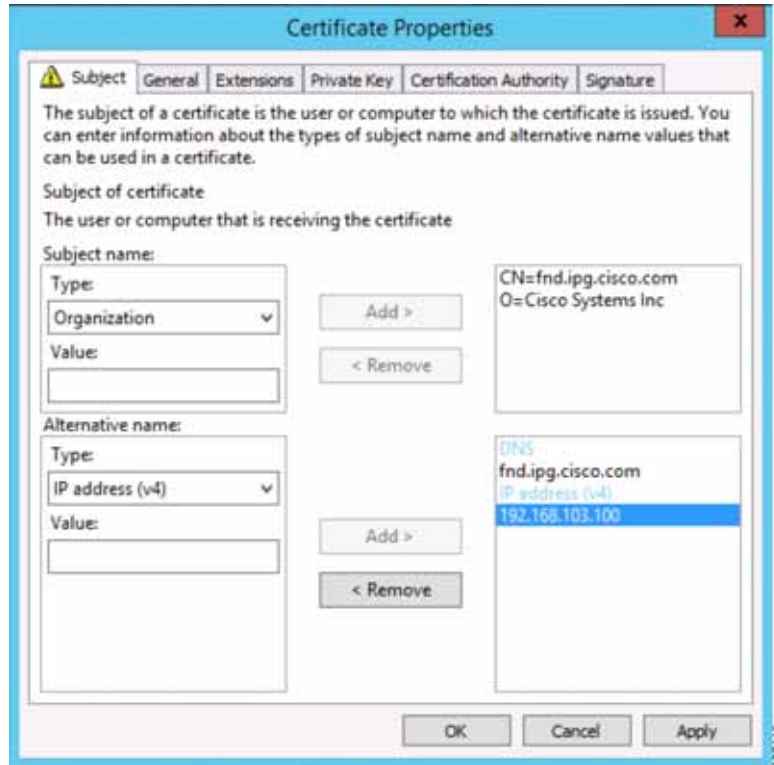 Certificate Properties
x
Subject General Extensions Private Key Certification Authority Signature
The subject of a certificate is the user or computer to which the certificate is issued. You
can enter information about the types of subject name and alternative name values that
can be used in a certificate.
Subject of certificate
The user or computer that is receiving the certificate
Subject name:
Type:
Organization
Value:
Add >
< Remove
CN=fnd.ipg.cisco.com
O=Cisco Systems Inc
Alternative name:
Type:
IP address (v4)
Value:
Add >
< Remove
DNS
fnd.ipg.cisco.com
IP address (v4)
192.168.103.100
OK Cancel Apply